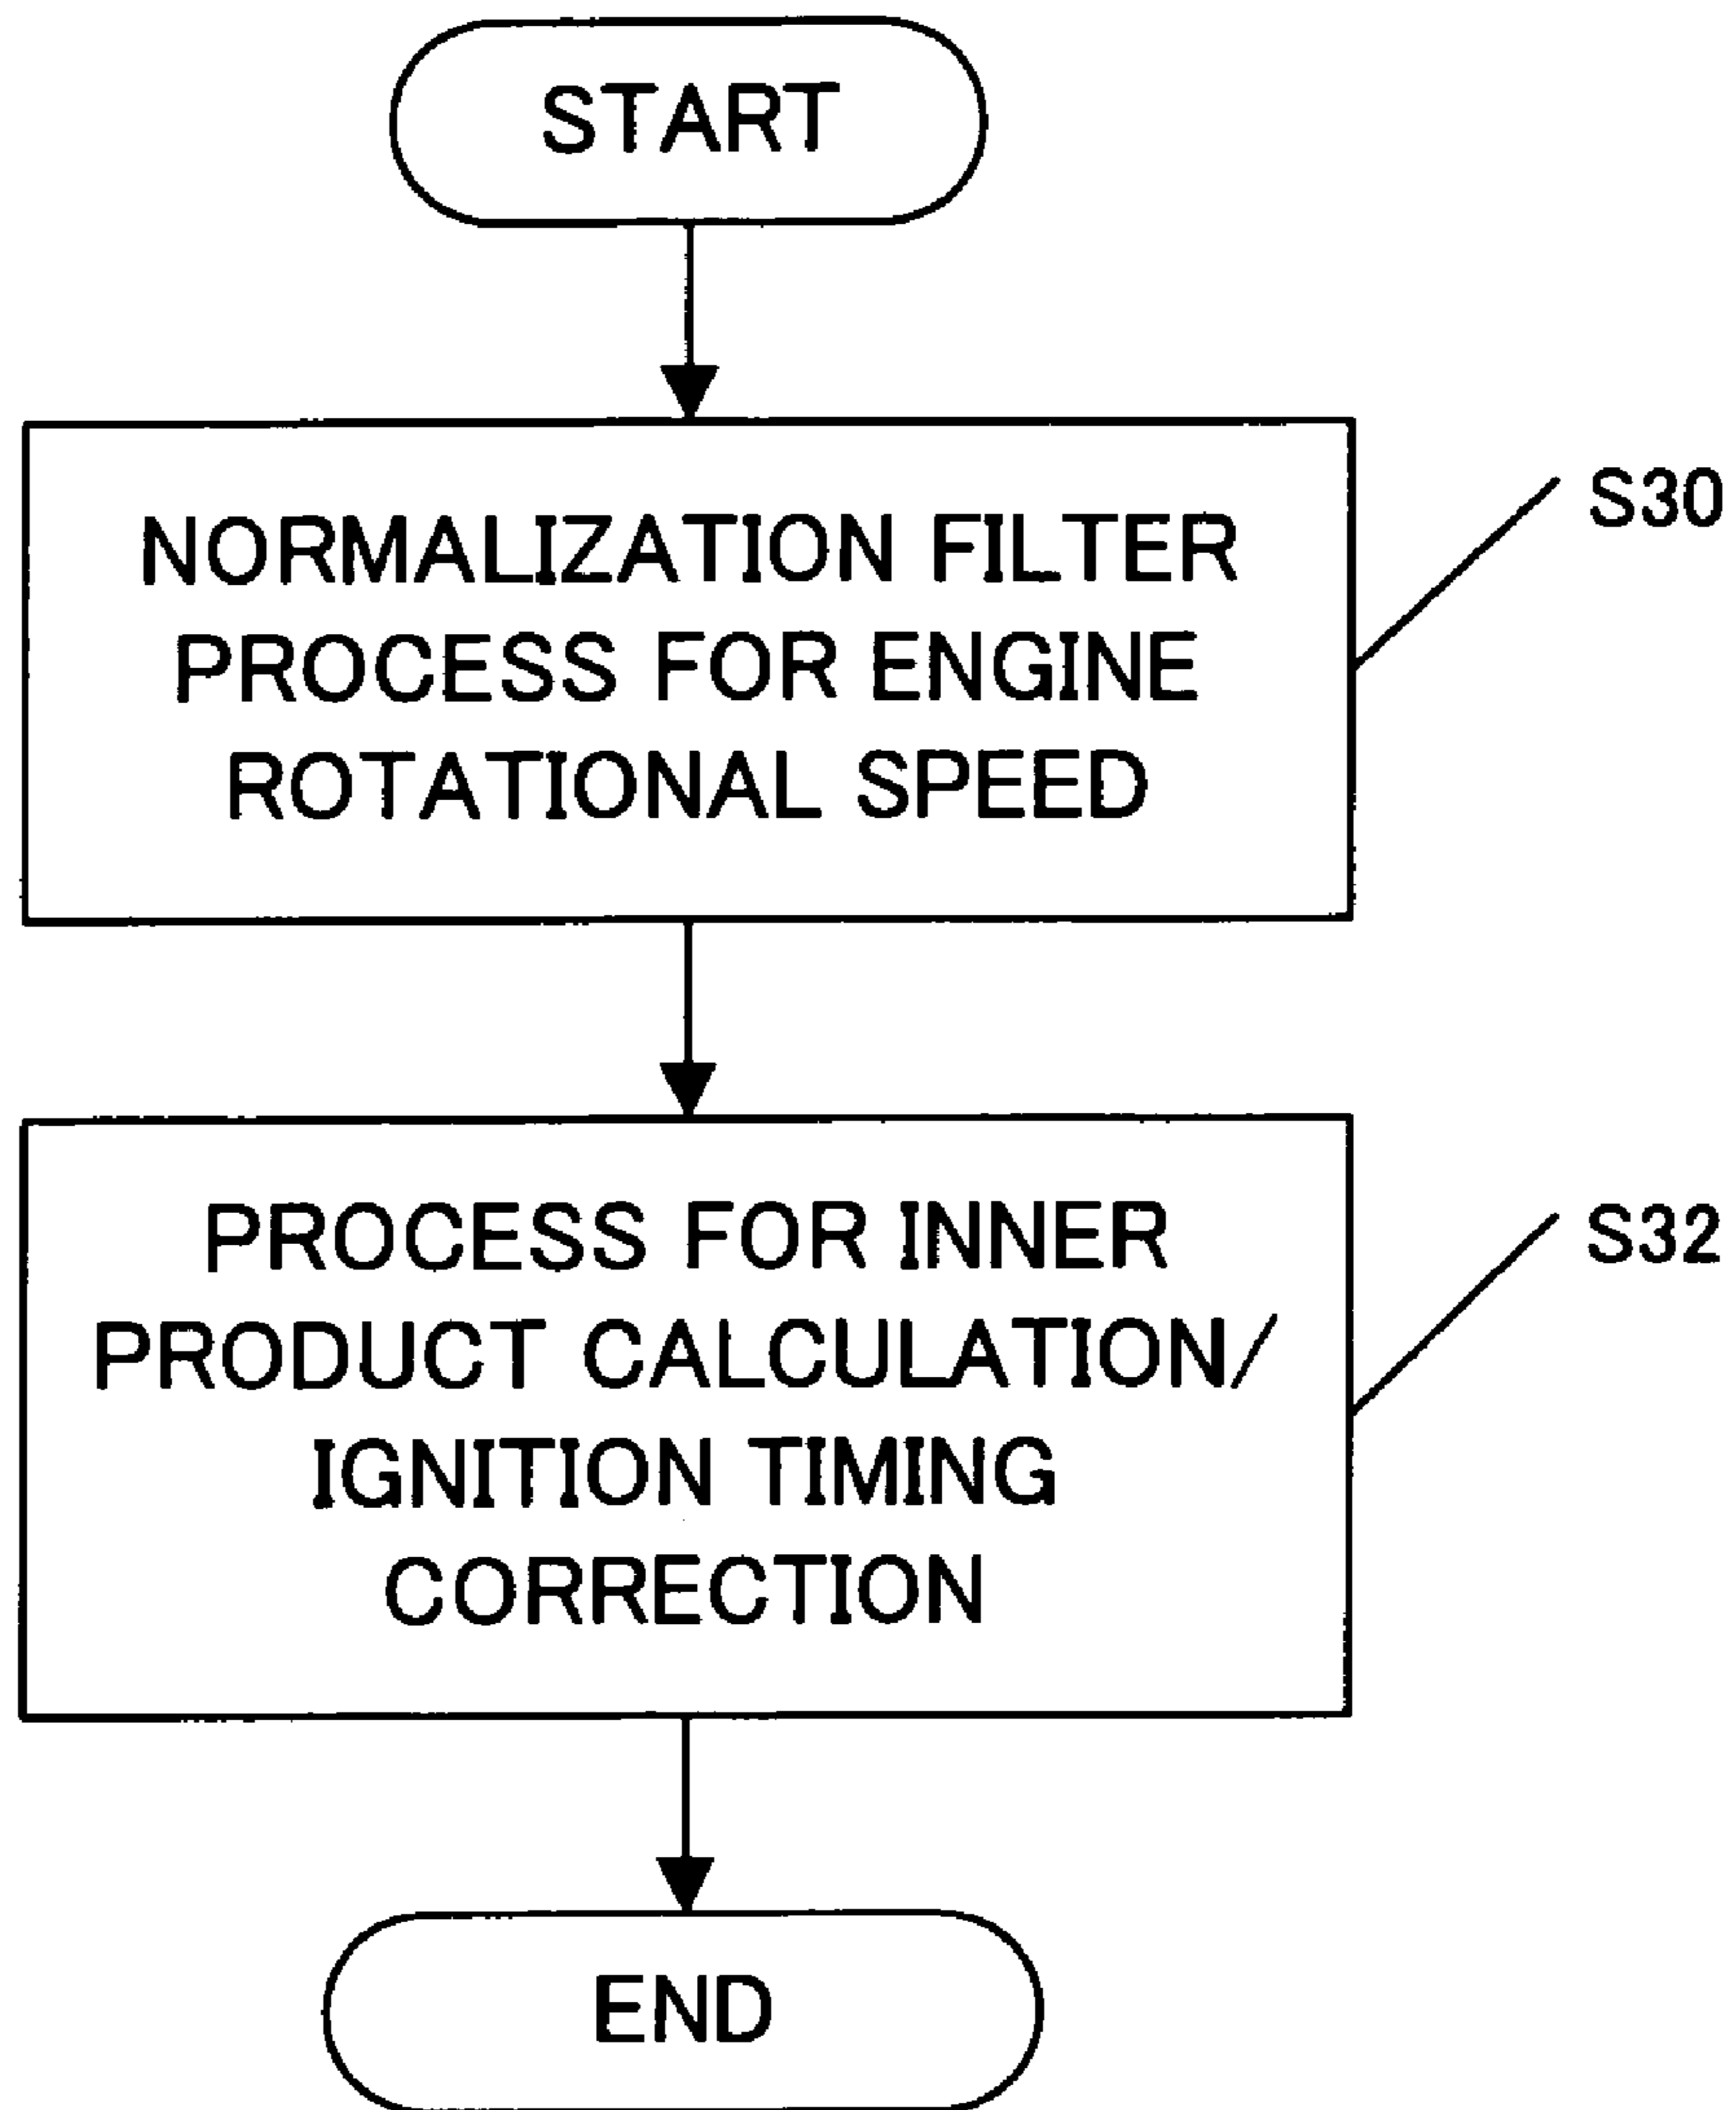 START
NORMALIZATION FILTER
PROCESS FOR ENGINE
ROTATIONAL SPEED
S30
PROCESS FOR INNER
PRODUCT CALCULATION/
IGNITION TIMING
CORRECTION
S32
END